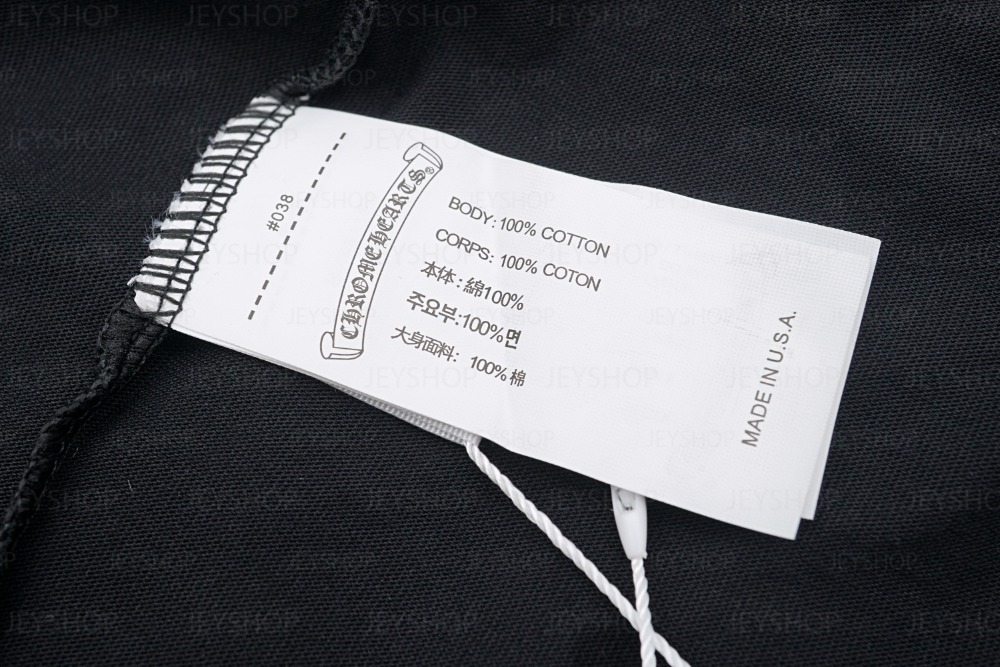 #038
CHROME HEARTS®
BODY: 100% COTTON
CORPS: 100% COTON
本体:綿100%
주요부:100%면
大身面料: 100%棉
MADE IN U.S.A.
JEYSHOP